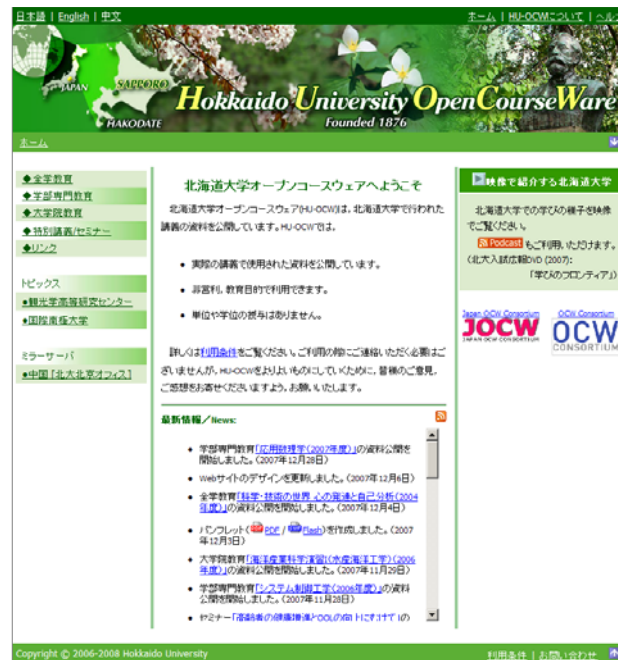 日本語 | English | 中文
ホーム | HU-OCWについて | ヘル
JAPAN
SAPPORO
HAKODATE
Hokkaido University OpenCourseWare
Founded 1876
ホーム
◆全学教育
◆学部専門教育
◆大学院教育
◆特別講義/セミナー
◆リンク
トピックス
●観光学高等研究センター
●国際南極大学
ミラーサーバ
●中国 [北大北京オフィス]
北海道大学オープンコースウェアへようこそ
北海道大学オープンコースウェア(HU-OCW)は、北海道大学で行われた
講義の資料を公開しています。HU-OCWでは、
• 実際の講義で使用された資料を公開しています。
• 非営利、教育目的で利用できます。
• 単位や学位の授与はありません。
詳しくは利用条件をご覧ください。ご利用の際にご連絡いただく必要はご
ざいませんが、HU-OCWをよりよいものにしていくために、皆様のご意見、
ご感想をお寄せくださいますよう、お願いいたします。
最新情報/News:
• 学部専門教育「応用数理学(2007年度)」の資料公開を
開始しました。(2007年12月28日)
• Webサイトのデザインを更新しました。(2007年12月6日)
• 全学教育「科学・技術の世界 心の発達と自己分析(2004
年度)」の資料公開を開始しました。(2007年12月4日)
• パンフレット(PDF / Flash)を作成しました。(2007
年12月3日)
• 大学院教育「海洋産業科学演習(水産海洋工学)(2006
年度)」の資料公開を開始しました。(2007年11月29日)
• 学部専門教育「システム制御工学(2006年度)」の資料
公開を開始しました。(2007年11月28日)
• セミナー「高齢者の健康増進とQOLの向上にむけて」の
映像で紹介する北海道大学
北海道大学での学びの様子を映像
でご覧ください。
Podcast もご利用いただけます。
(北大入試広報DVD (2007):
「学びのフロンティア」)
Japan OCW Consortium
JOCW
JAPAN OCW CONSORTIUM
OCW Consortium
OCW
CONSORTIUM
Copyright © 2006-2008 Hokkaido University
利用条件 | お問い合わせ